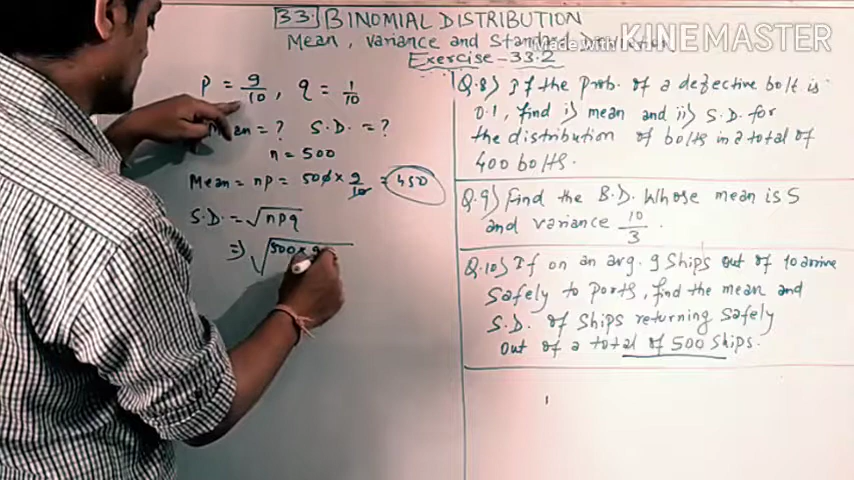 33. BINOMIAL DISTRIBUTION
Mean, variance and Standard
Made with
KINEMASTER
Exercise-33.2
P = 9/10, q = 1/10
Mean = ? S.D. = ?
n = 500
Mean = np = 500 × 9/10 = 450
S.D. = √npq
⇒ √500×9
Q.8) If the prob. of a defective bolt is
0.1, find i) mean and ii) S.D. for
the distribution of bolts in a total of
400 bolts.
Q.9) Find the B.D. whose mean is 5
and variance 10/3.
Q.10) If on an avg. 9 ships out of 10 arrive
safely to ports, find the mean and
S.D. of ships returning safely
out of a total of 500 ships.